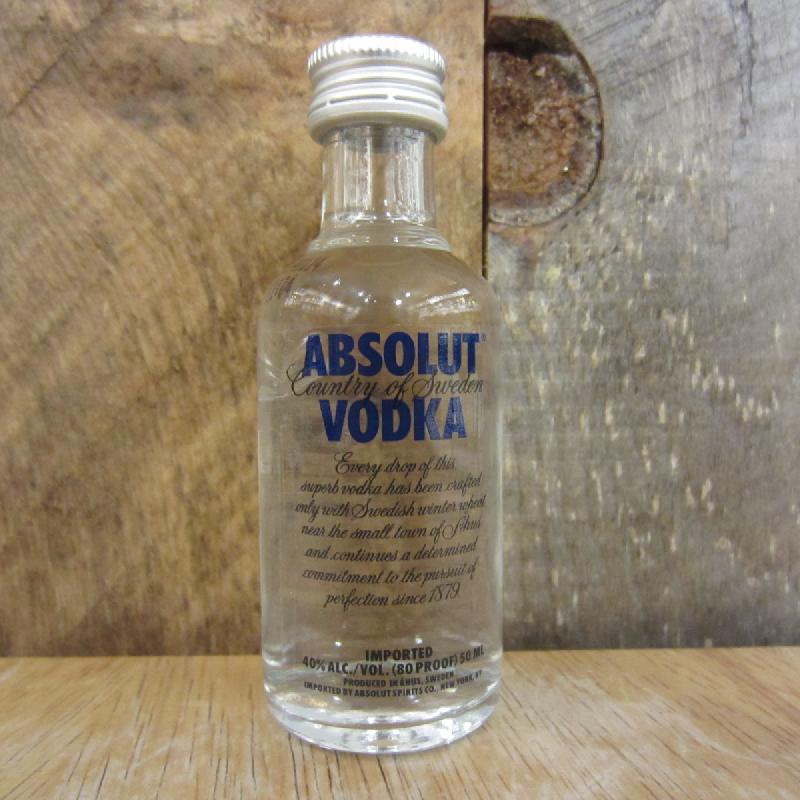 ABSOLUT®
Country of Sweden
VODKA
Every drop of this
superb vodka has been crafted
only with Swedish winter wheat
near the small town of Åhus
and continues a determined
commitment to the pursuit of
perfection since 1879.
IMPORTED
40% ALC./VOL. (80 PROOF) 50 ML
PRODUCED IN ÅHUS, SWEDEN
IMPORTED BY ABSOLUT SPIRITS CO., NEW YORK, NY